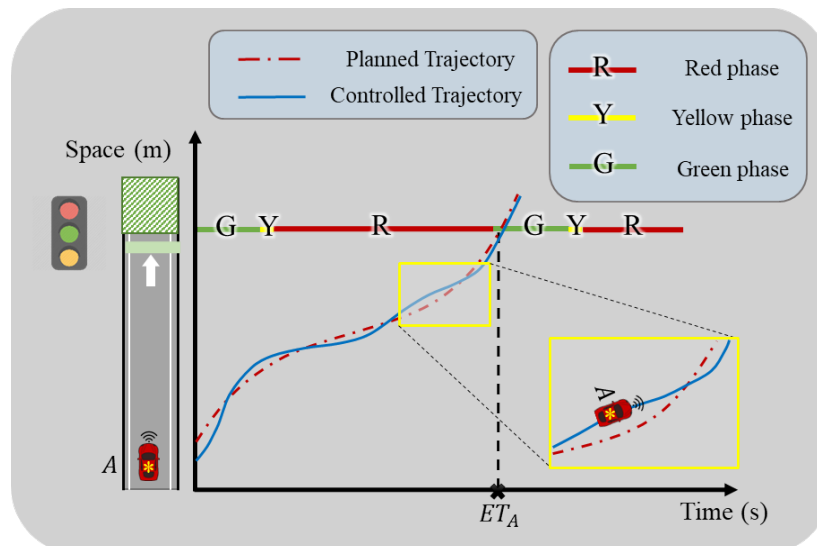 Planned Trajectory
Controlled Trajectory
R Red phase
Y Yellow phase
G Green phase
Space (m)
G Y R G Y R
A
A
ET_A
Time (s)